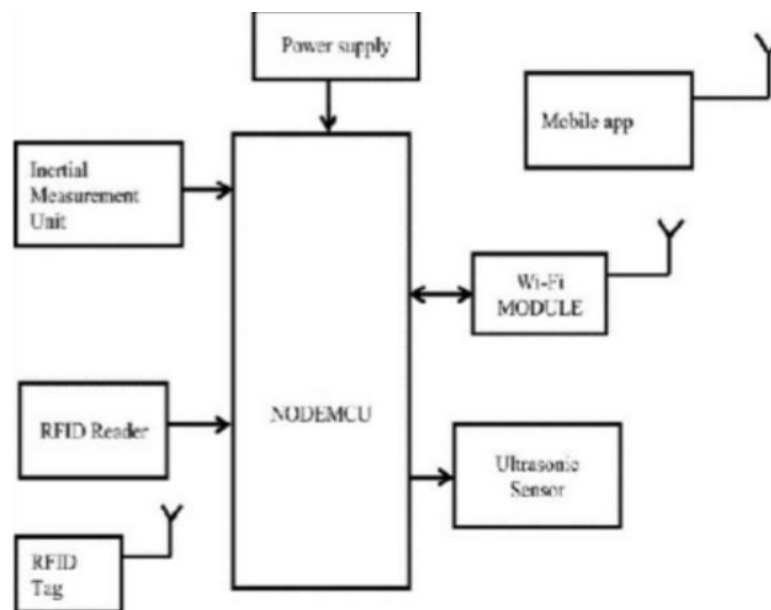 Power supply
Mobile app
Inertial
Measurement
Unit
Wi-Fi
MODULE
NODEMCU
RFID Reader
Ultrasonic
Sensor
RFID
Tag